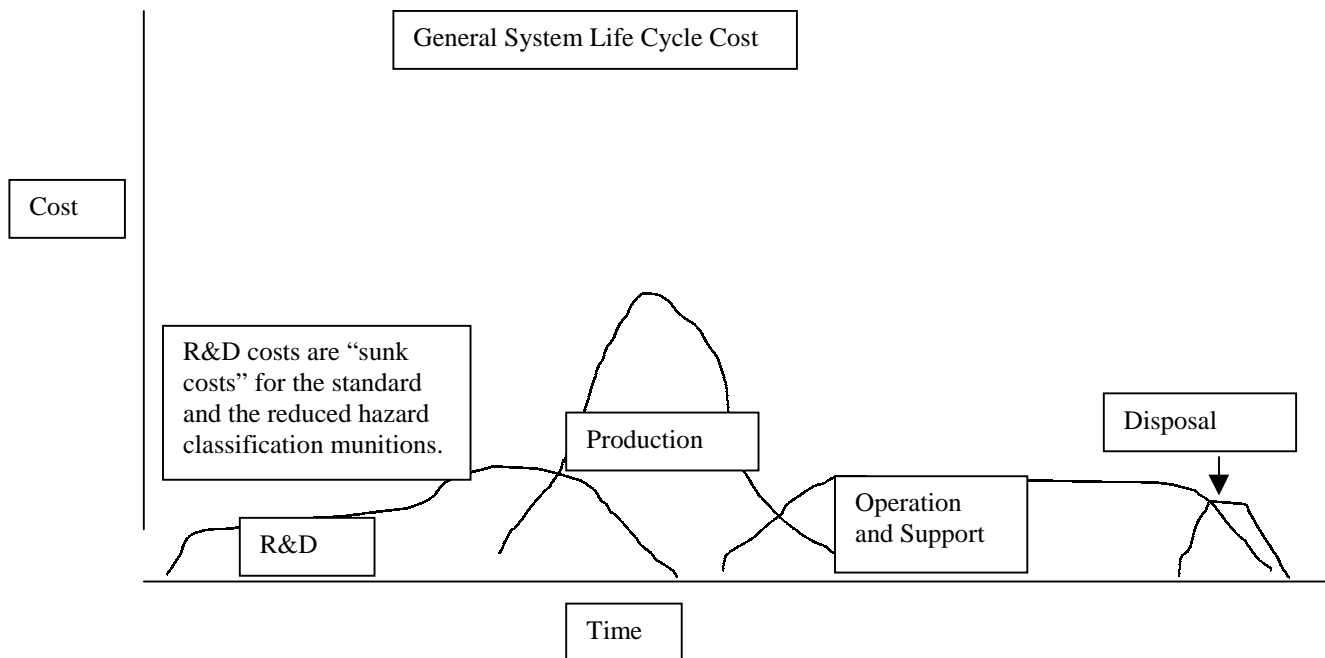 General System Life Cycle Cost
Cost
R&D costs are “sunk
costs” for the standard
and the reduced hazard
classification munitions.
Production
Disposal
Operation
and Support
R&D
Time